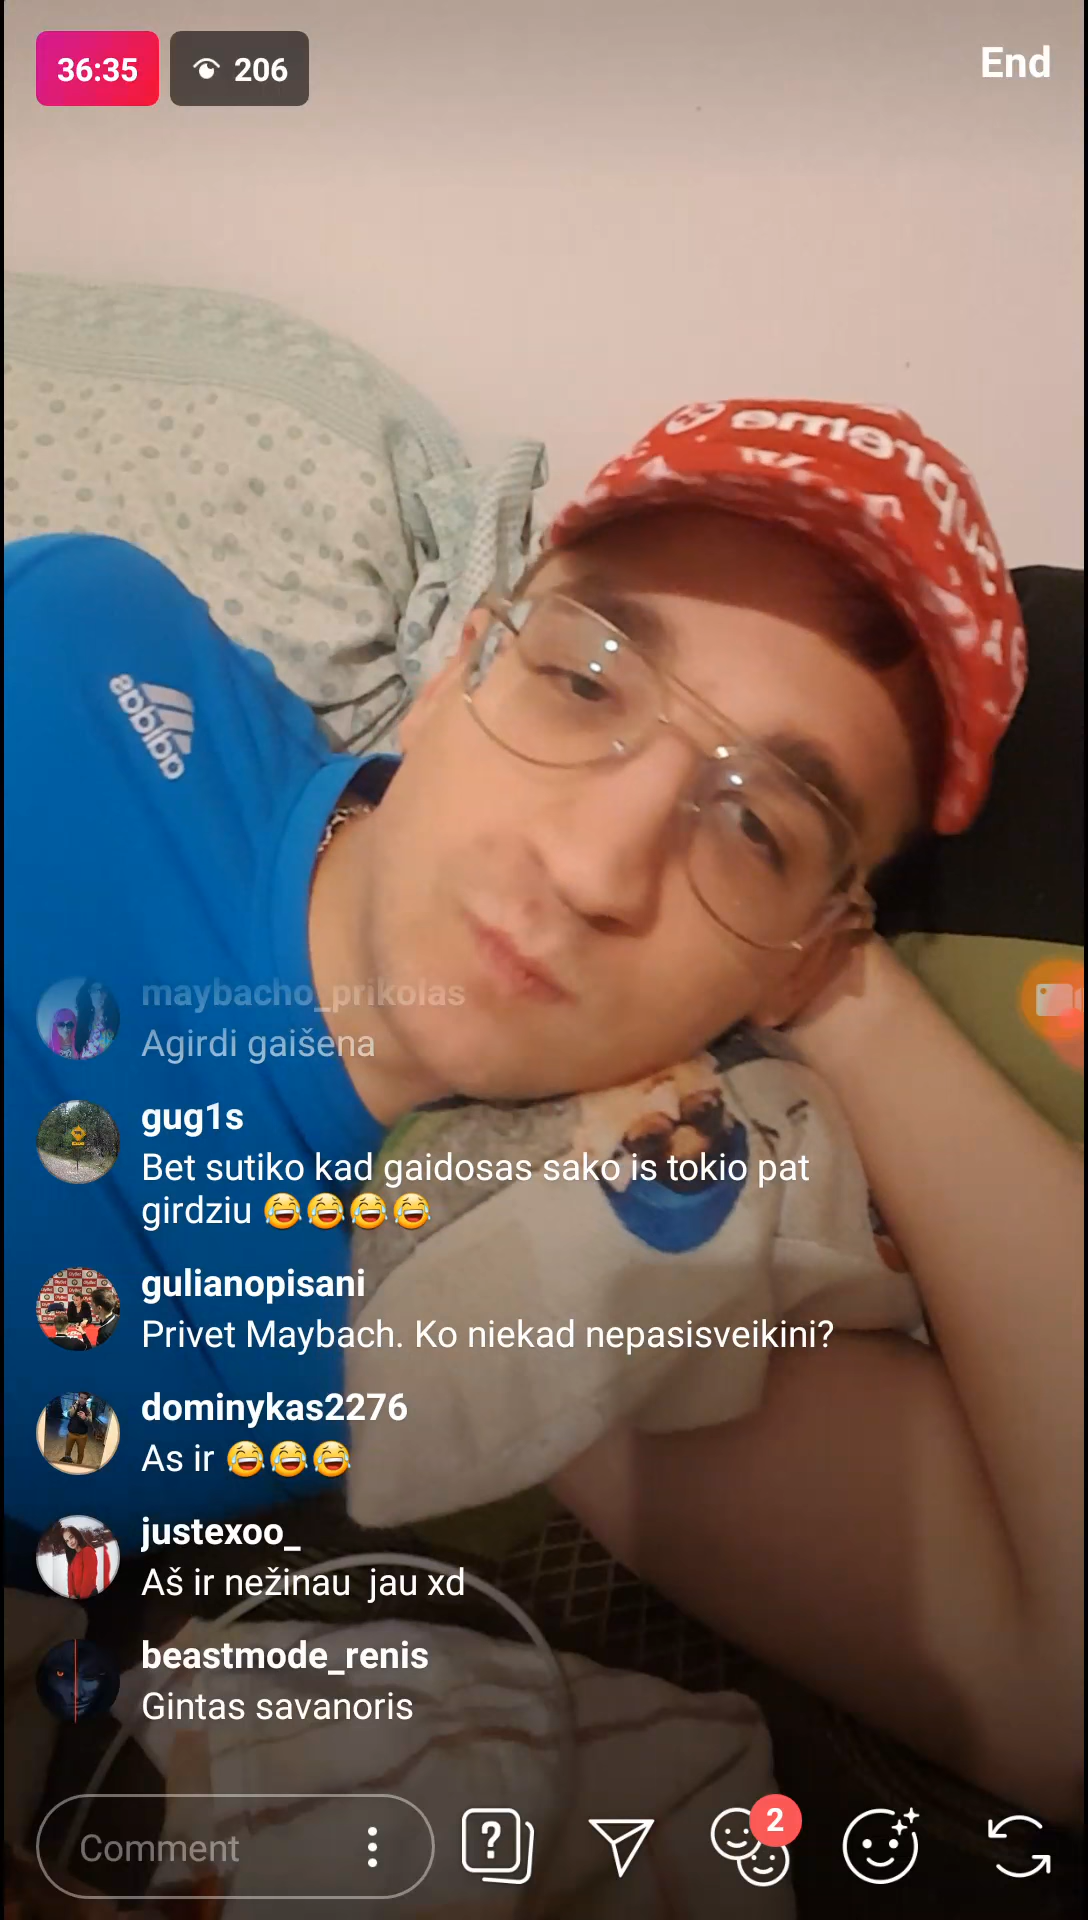 36:35
206
End
Supreme
adidas
maybacho_prikolas
Agirdi gaišena
gug1s
Bet sutiko kad gaidosas sako is tokio pat
girdziu 😂😂😂😂
gulianopisani
Privet Maybach. Ko niekad nepasisveikini?
dominykas2276
As ir 😂😂😂
justexoo_
Aš ir nežinau  jau xd
beastmode_renis
Gintas savanoris
Comment
?
2